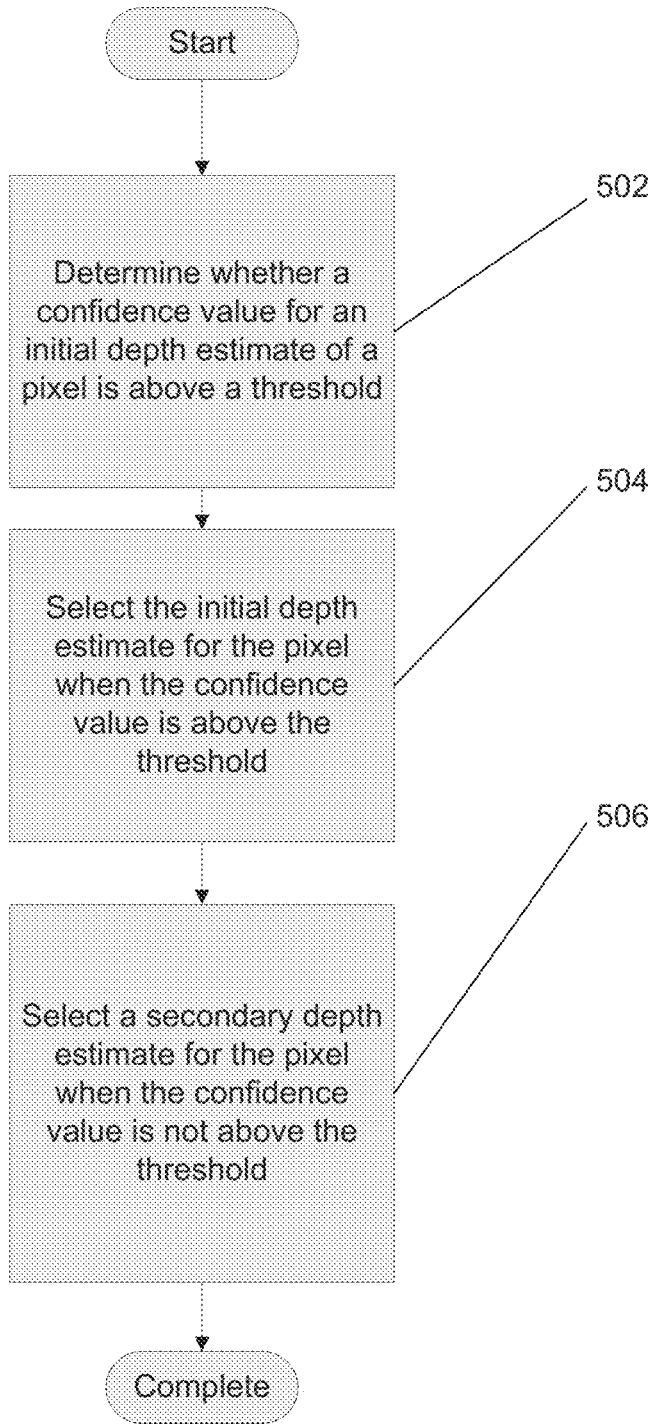 Start
502
Determine whether a
confidence value for an
initial depth estimate of a
pixel is above a threshold
504
Select the initial depth
estimate for the pixel
when the confidence
value is above the
threshold
506
Select a secondary depth
estimate for the pixel
when the confidence
value is not above the
threshold
Complete